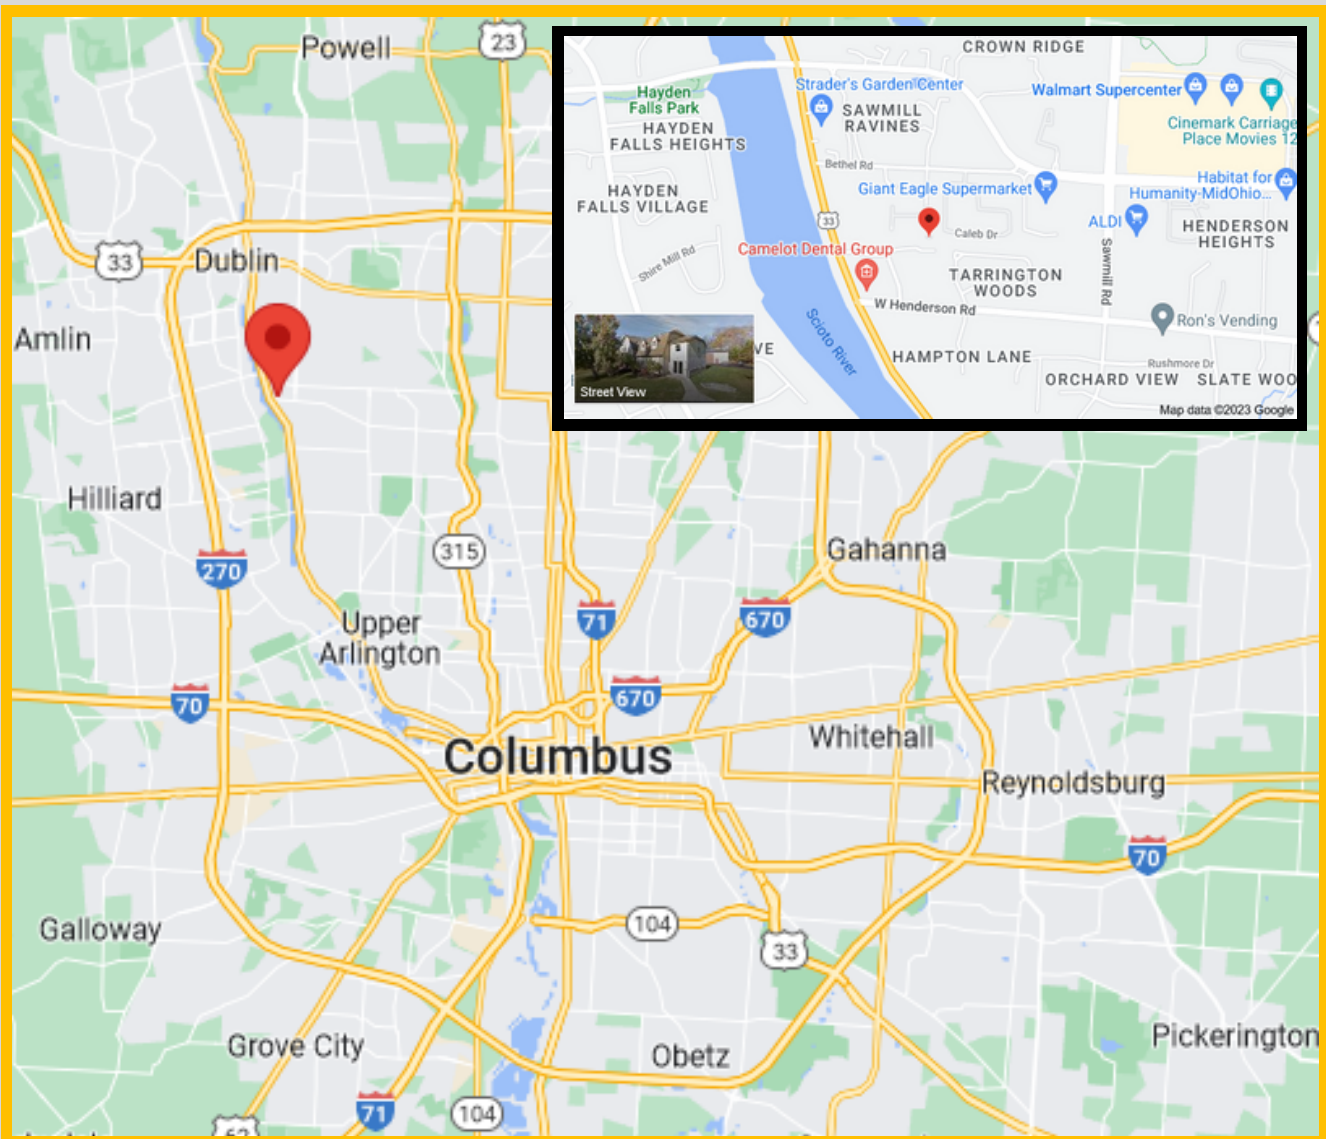 Powell
23
CROWN RIDGE
Hayden
Falls Park
HAYDEN
FALLS HEIGHTS
Strader's Garden Center
SAWMILL
RAVINES
Walmart Supercenter
Cinemark Carriage
Place Movies 12
Bethel Rd
Giant Eagle Supermarket
Habitat for
Humanity-MidOhio...
HAYDEN
FALLS VILLAGE
33
ALDI
HENDERSON
HEIGHTS
Caleb Dr
Camelot Dental Group
Shire Mill Rd
TARRINGTON
WOODS
Sawmill Rd
W Henderson Rd
Ron's Vending
Scioto River
VE
HAMPTON LANE
Rushmore Dr
ORCHARD VIEW
SLATE WOO
Street View
Map data ©2023 Google
33
Dublin
Amlin
Hilliard
270
315
Gahanna
Upper
Arlington
71
670
70
670
Columbus
Whitehall
Reynoldsburg
70
Galloway
104
33
Grove City
Obetz
Pickerington
71
104
62